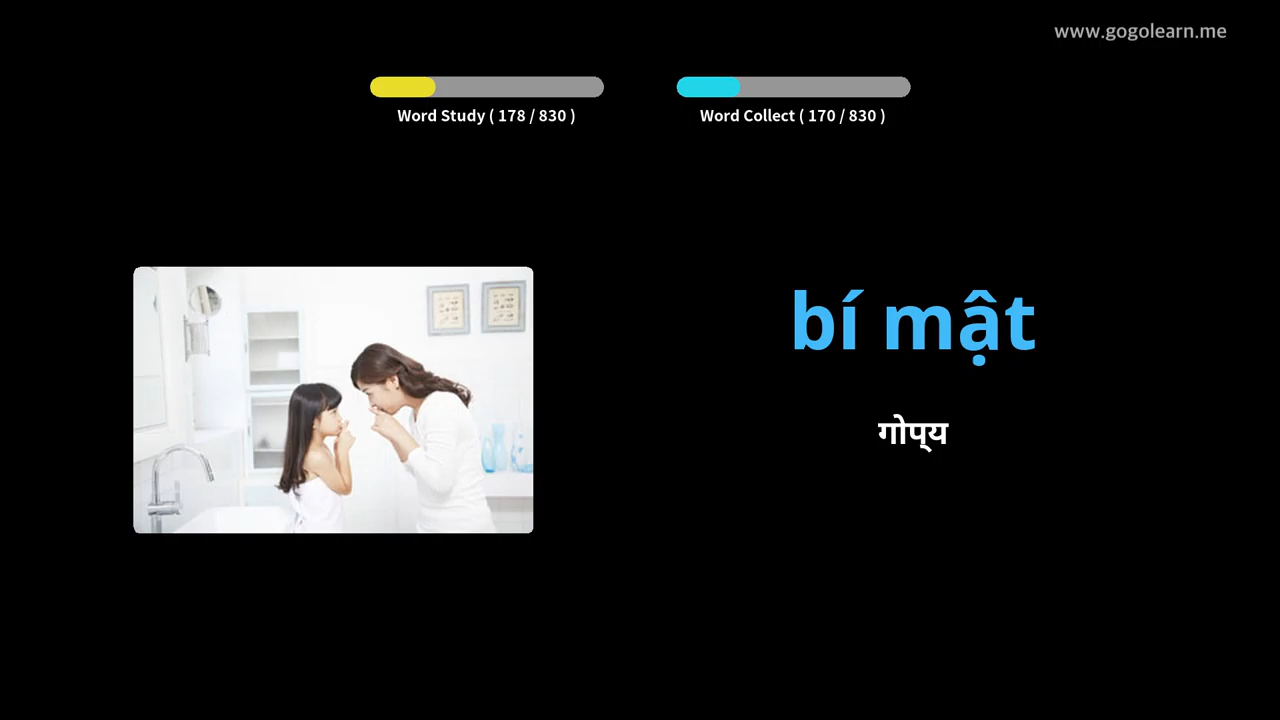 www.gogolearn.me
Word Study ( 178 / 830 )
Word Collect ( 170 / 830 )
bí mật
गोप्य